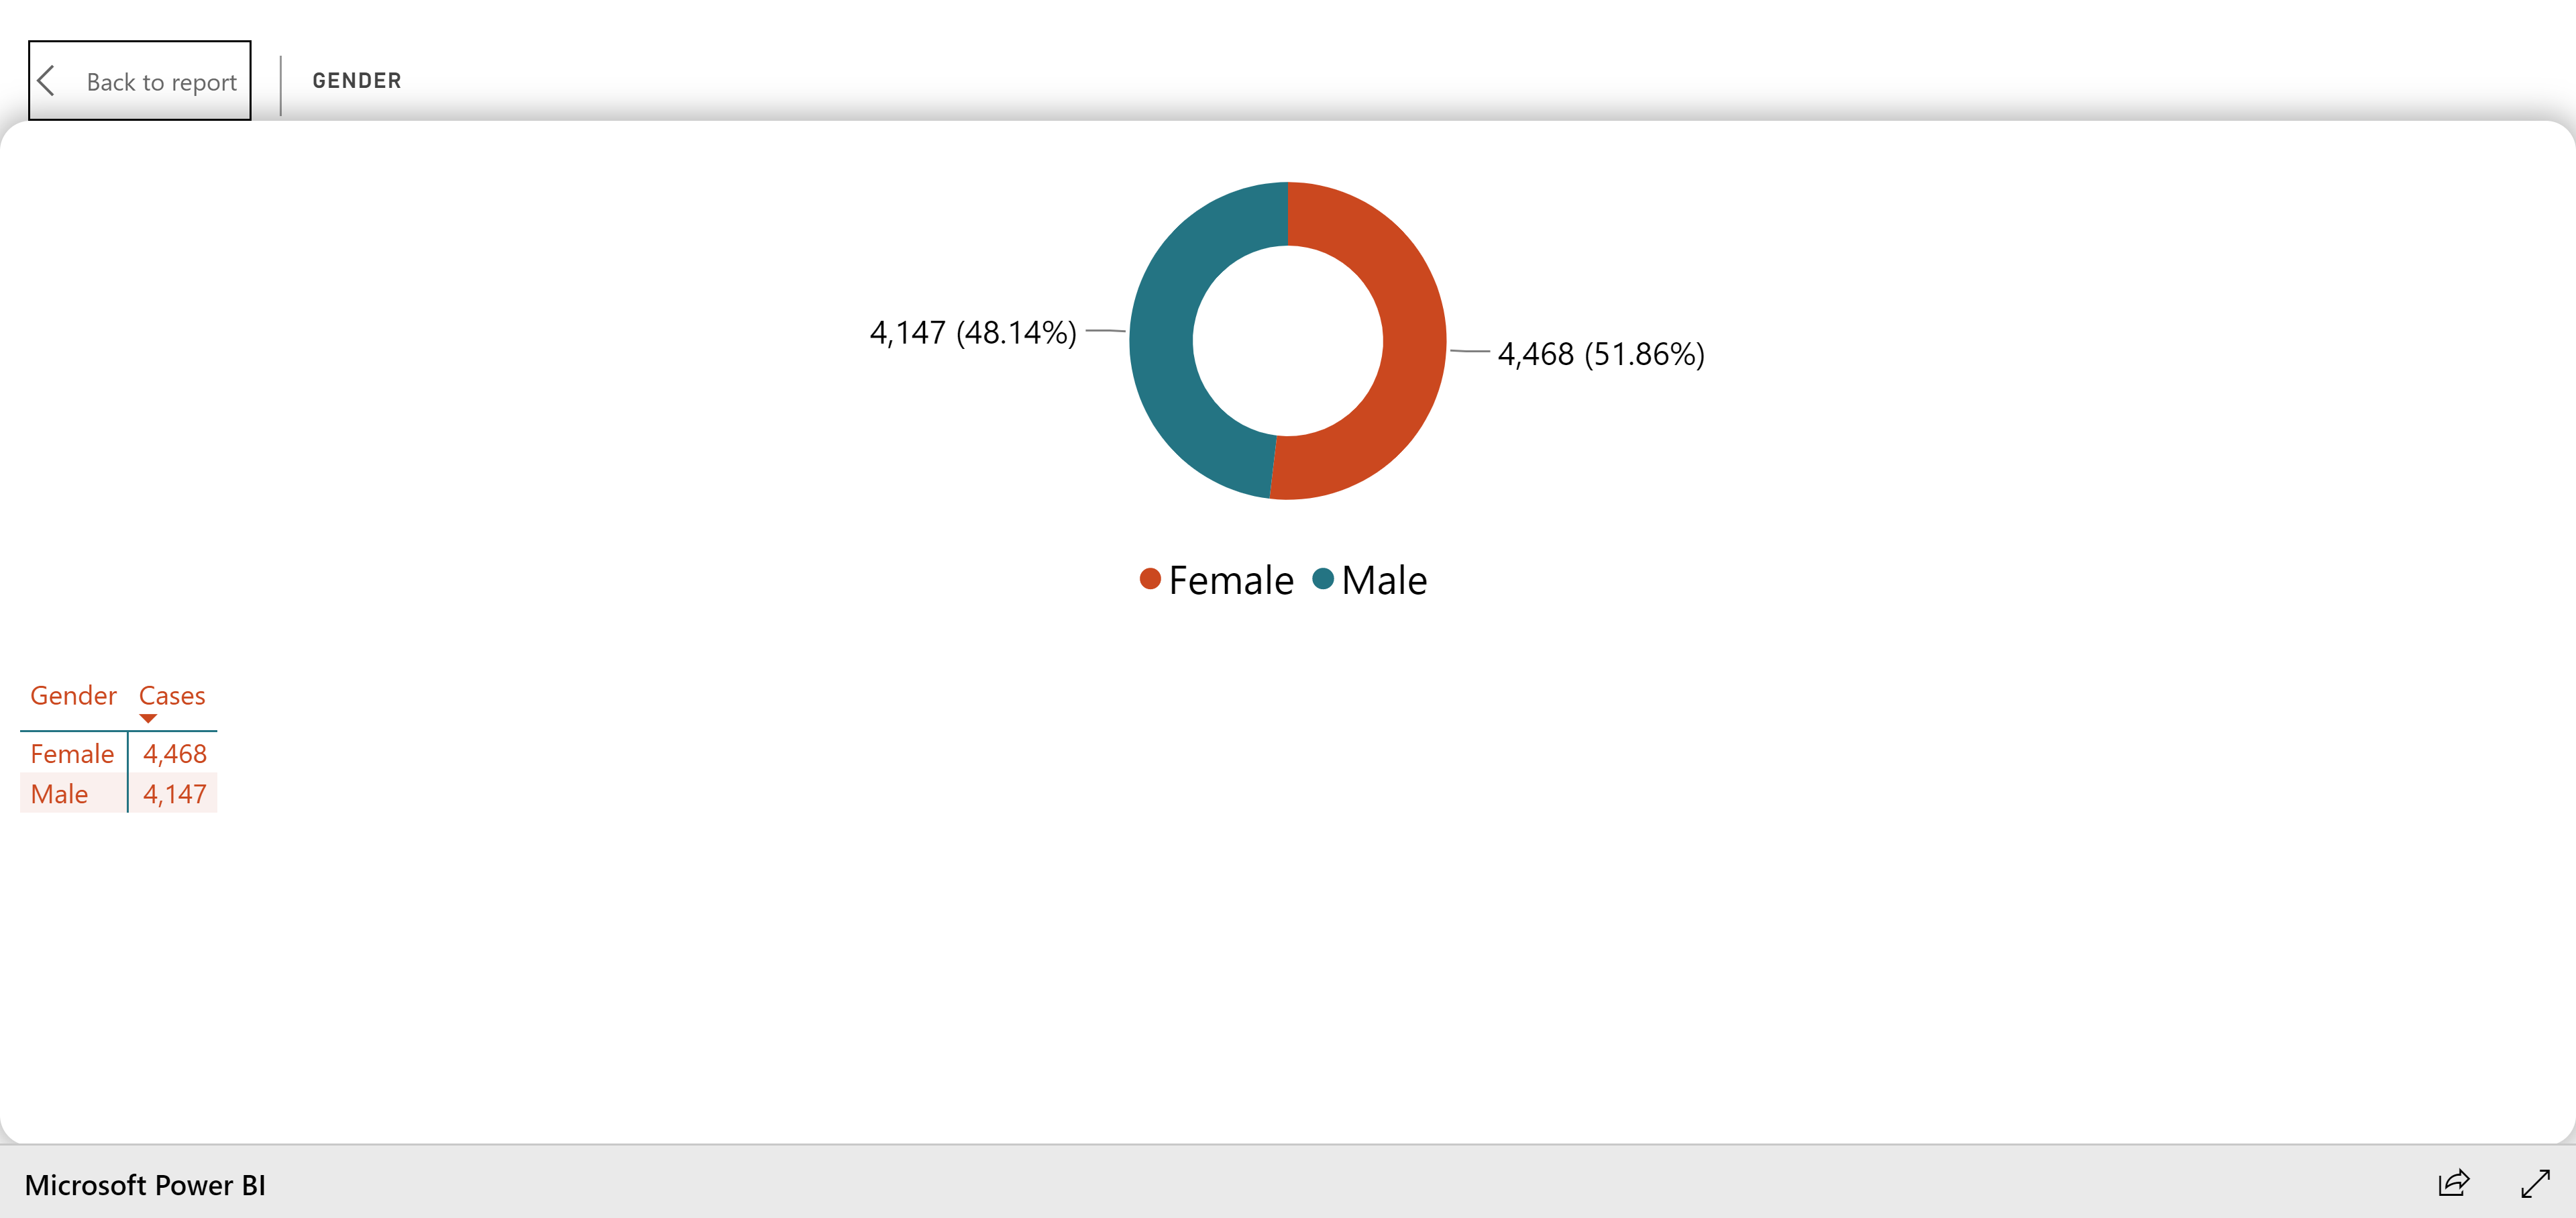 Back to report
GENDER
4,147 (48.14%)
4,468 (51.86%)
Female Male
Gender Cases
Female 4,468
Male 4,147
Microsoft Power BI